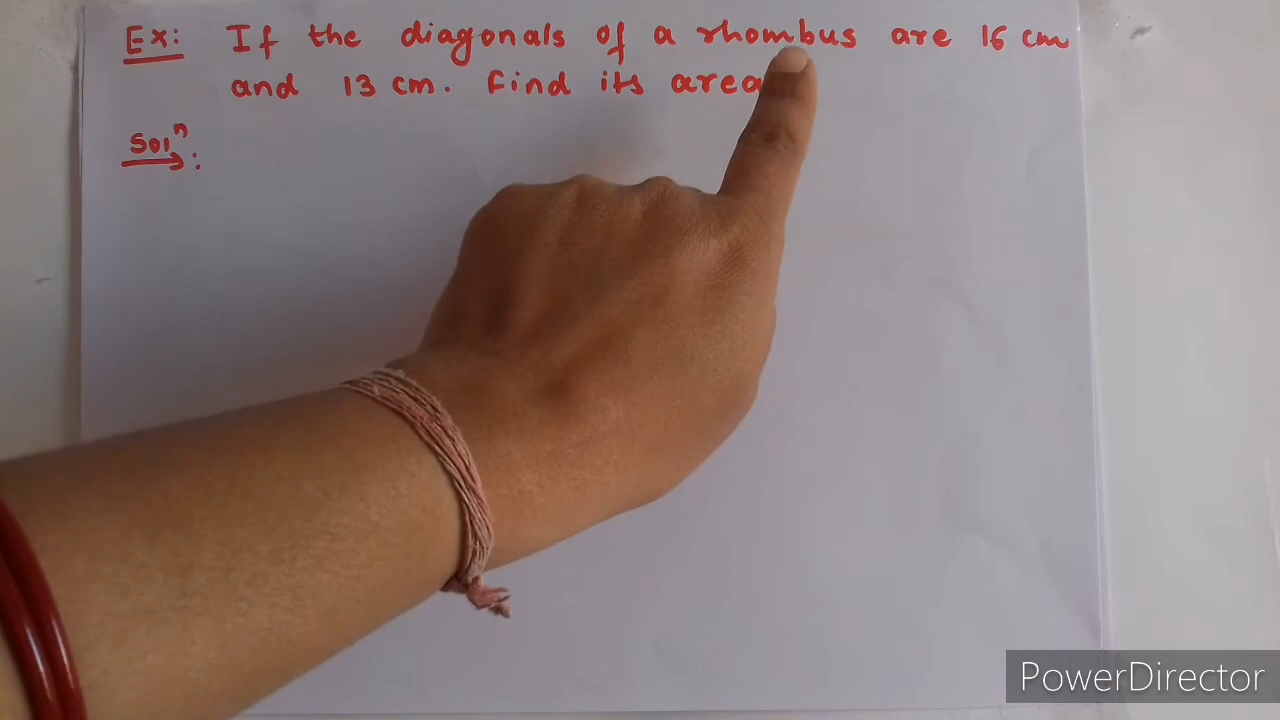 Ex: If the diagonals of a rhombus are 16 cm
and 13 cm. Find its area
Solⁿ:
PowerDirector